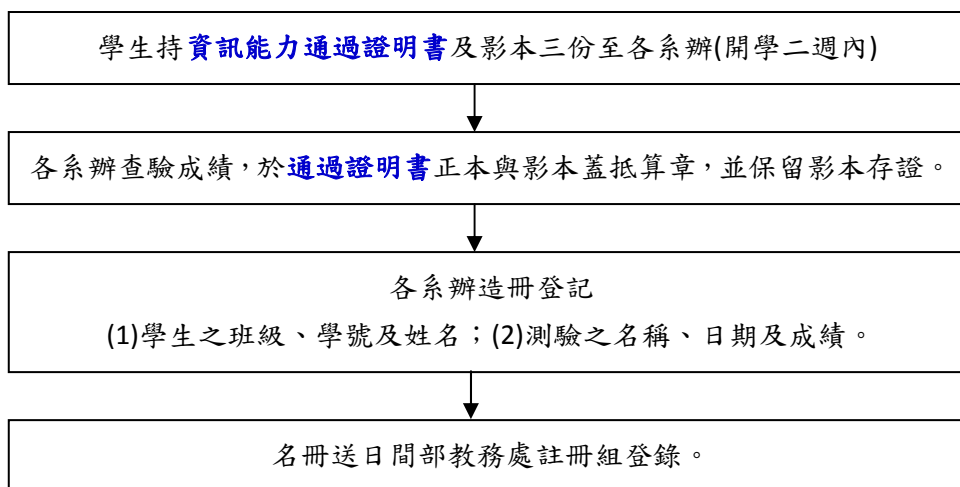 學生持資訊能力通過證明書及影本三份至各系辦(開學二週內)
各系辦查驗成績，於通過證明書正本與影本蓋抵算章，並保留影本存證。
各系辦造冊登記
(1)學生之班級、學號及姓名；(2)測驗之名稱、日期及成績。
名冊送日間部教務處註冊組登錄。